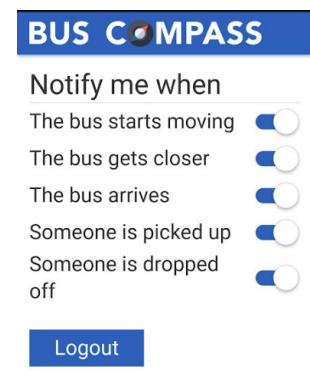 BUS COMPASS
Notify me when
The bus starts moving
The bus gets closer
The bus arrives
Someone is picked up
Someone is dropped
off
Logout